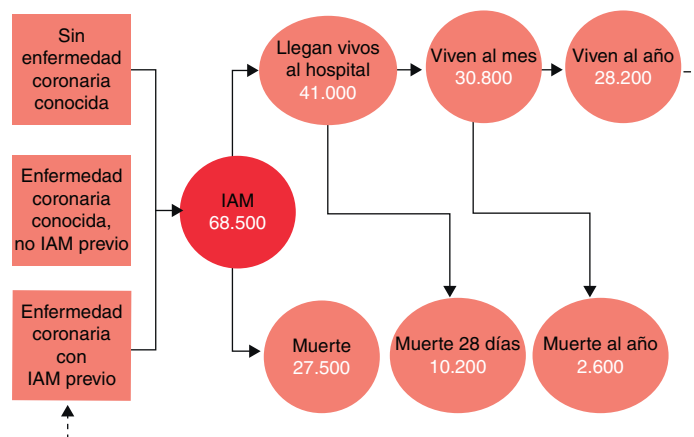 Sin
enfermedad
coronaria
conocida
Enfermedad
coronaria
conocida,
no IAM previo
Enfermedad
coronaria
con
IAM previo
IAM
68.500
Llegan vivos
al hospital
41.000
Viven al mes
30.800
Viven al año
28.200
Muerte
27.500
Muerte 28 días
10.200
Muerte al año
2.600